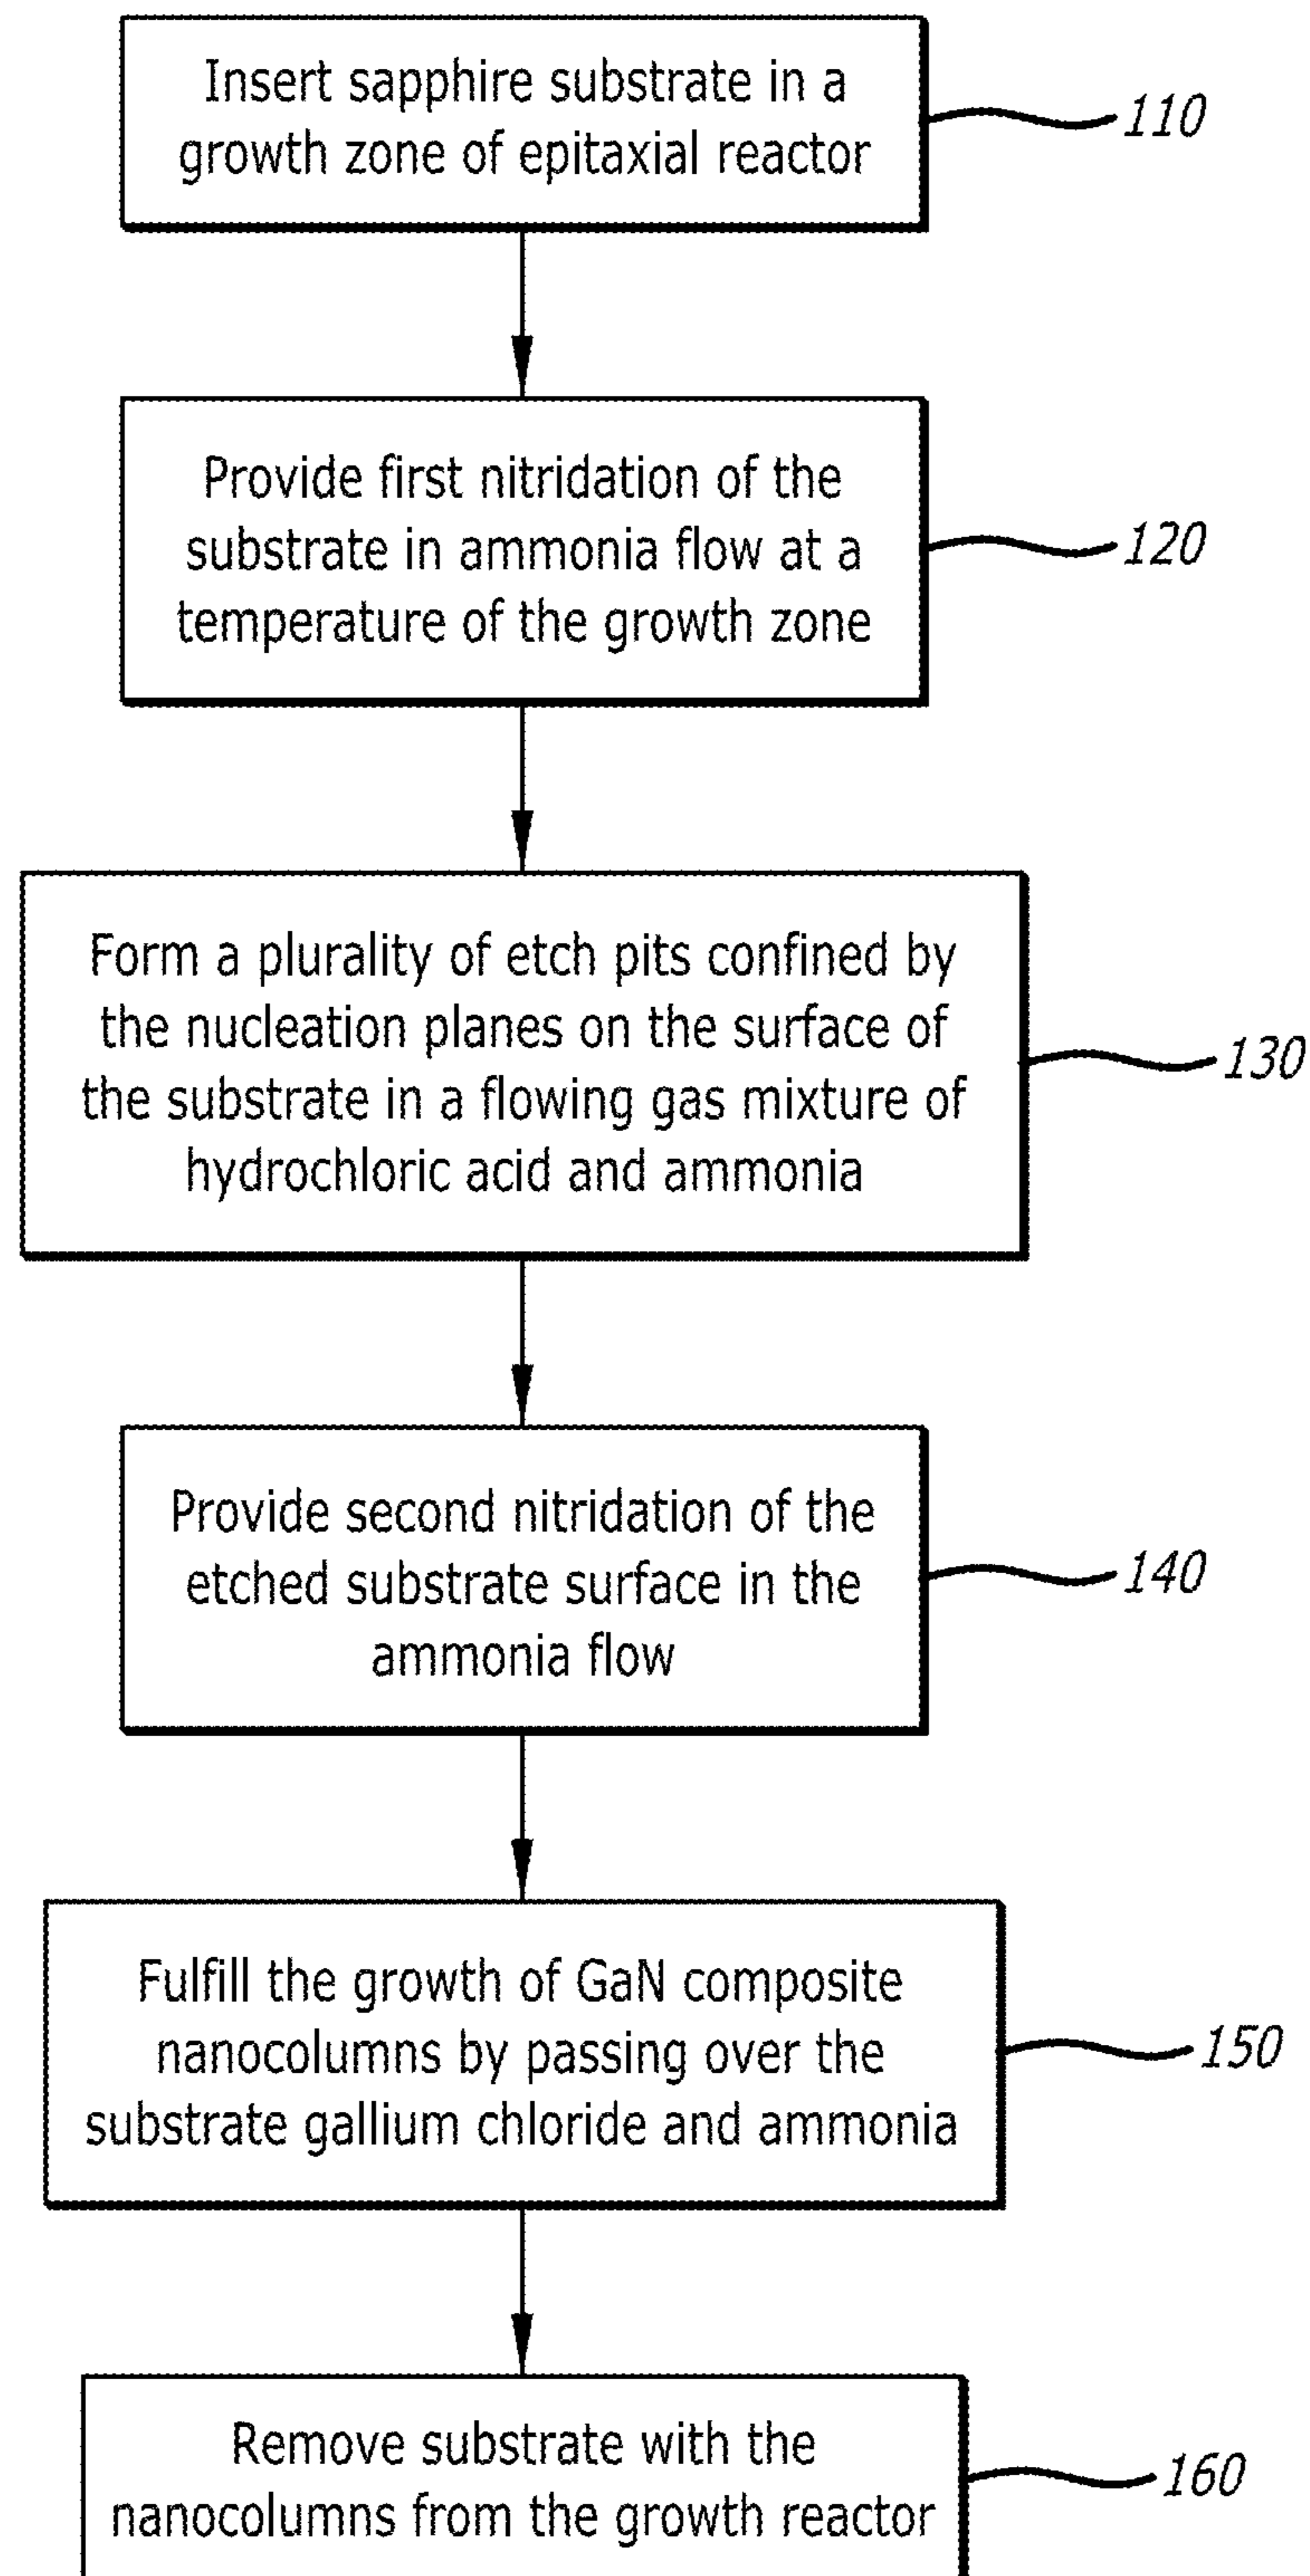 Insert sapphire substrate in a
growth zone of epitaxial reactor
110
Provide first nitridation of the
substrate in ammonia flow at a
temperature of the growth zone
120
Form a plurality of etch pits confined by
the nucleation planes on the surface of
the substrate in a flowing gas mixture of
hydrochloric acid and ammonia
130
Provide second nitridation of the
etched substrate surface in the
ammonia flow
140
Fulfill the growth of GaN composite
nanocolumns by passing over the
substrate gallium chloride and ammonia
150
Remove substrate with the
nanocolumns from the growth reactor
160